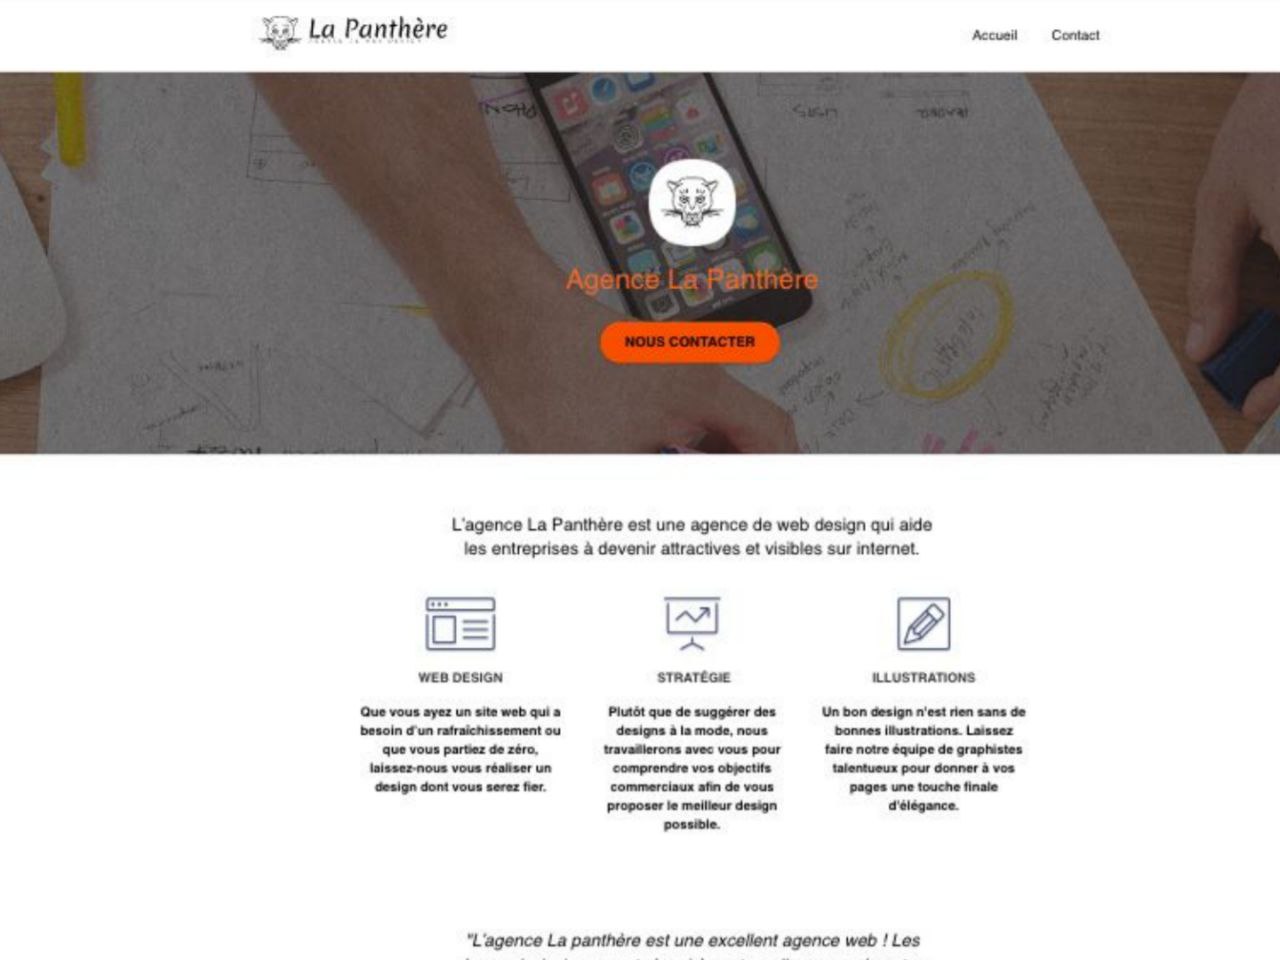 La Panthère
Accueil
Contact
Agence La Panthère
NOUS CONTACTER
L'agence La Panthère est une agence de web design qui aide
les entreprises à devenir attractives et visibles sur internet.
WEB DESIGN
Que vous ayez un site web qui a
besoin d'un rafraîchissement ou
que vous partiez de zéro,
laissez-nous vous réaliser un
design dont vous serez fier.
STRATÉGIE
Plutôt que de suggérer des
designs à la mode, nous
travaillerons avec vous pour
comprendre vos objectifs
commerciaux afin de vous
proposer le meilleur design
possible.
ILLUSTRATIONS
Un bon design n'est rien sans de
bonnes illustrations. Laissez
faire notre équipe de graphistes
talentueux pour donner à vos
pages une touche finale
d'élégance.
"L'agence La panthère est une excellent agence web ! Les